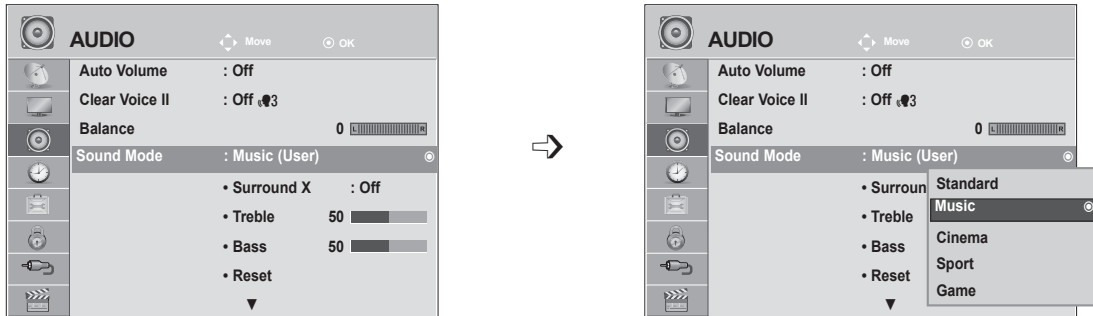 AUDIO Move OK
Auto Volume : Off
Clear Voice II : Off 3
Balance 0 L R
Sound Mode : Music (User)
• Surround X : Off
• Treble 50
• Bass 50
• Reset
▼
AUDIO Move OK
Auto Volume : Off
Clear Voice II : Off 3
Balance 0 L R
Sound Mode : Music (User)
• Surroun
• Treble
• Bass
• Reset
▼
Standard
Music
Cinema
Sport
Game